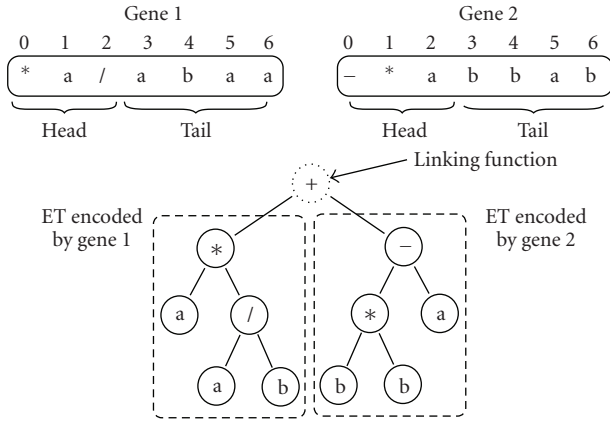 Gene 1 Gene 2
0 1 2 3 4 5 6 0 1 2 3 4 5 6
* a / a b a a − * a b b a b
Head Tail Head Tail
Linking function
+
ET encoded by gene 1
ET encoded by gene 2
* −
a / * a
a b b b